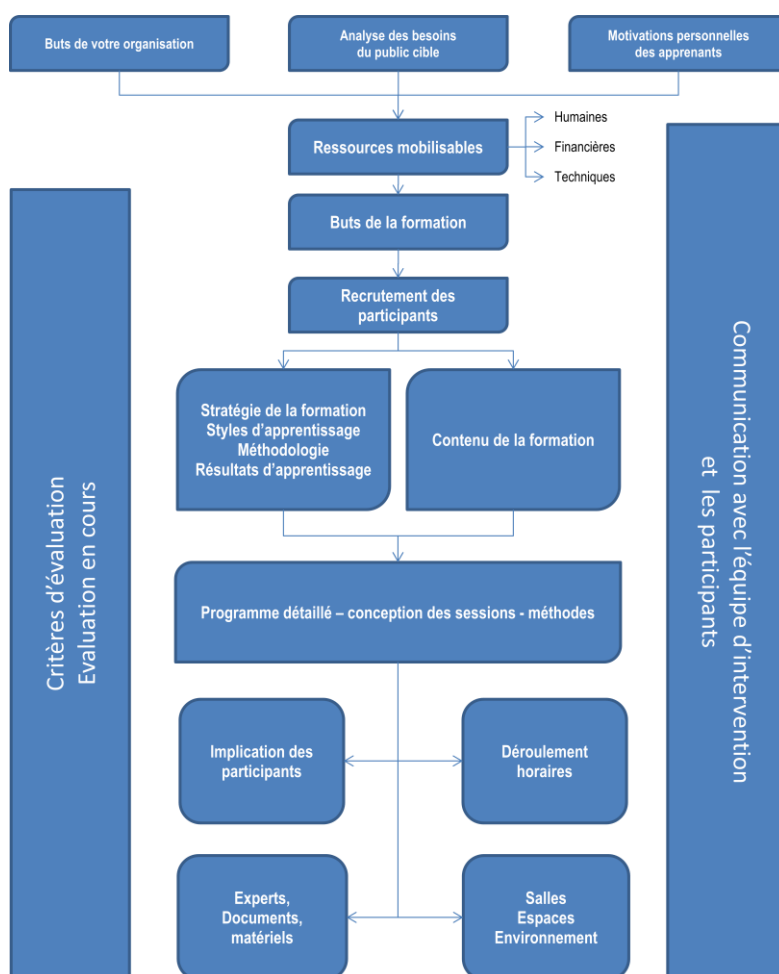 Buts de votre organisation
Analyse des besoins
du public cible
Motivations personnelles
des apprenants
Ressources mobilisables
Humaines
Financières
Techniques
Buts de la formation
Recrutement des
participants
Stratégie de la formation
Styles d'apprentissage
Méthodologie
Résultats d'apprentissage
Contenu de la formation
Programme détaillé – conception des sessions - méthodes
Implication des
participants
Déroulement
horaires
Experts,
Documents,
matériels
Salles
Espaces
Environnement
Critères d'évaluation
Evaluation en cours
Communication avec l'équipe d'intervention
et les participants